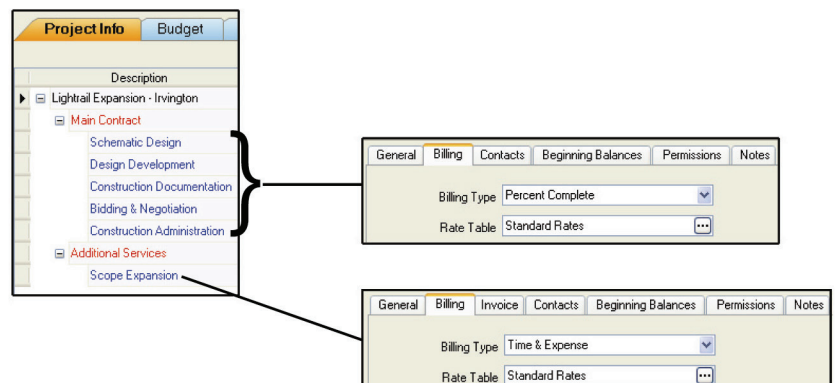 Project Info Budget
Description
Lightrail Expansion - Irvington
Main Contract
Schematic Design
Design Development
Construction Documentation
Bidding & Negotiation
Construction Administration
Additional Services
Scope Expansion
General Billing Contacts Beginning Balances Permissions Notes
Billing Type Percent Complete
Rate Table Standard Rates
General Billing Invoice Contacts Beginning Balances Permissions Notes
Billing Type Time & Expense
Rate Table Standard Rates